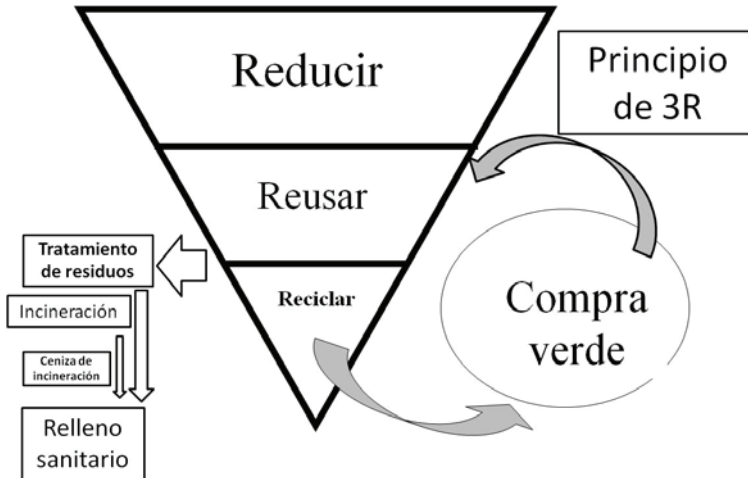 Reducir
Principio
de 3R
Reusar
Tratamiento
de residuos
Reciclar
Incineración
Compra
verde
Ceniza de
incineración
Relleno
sanitario